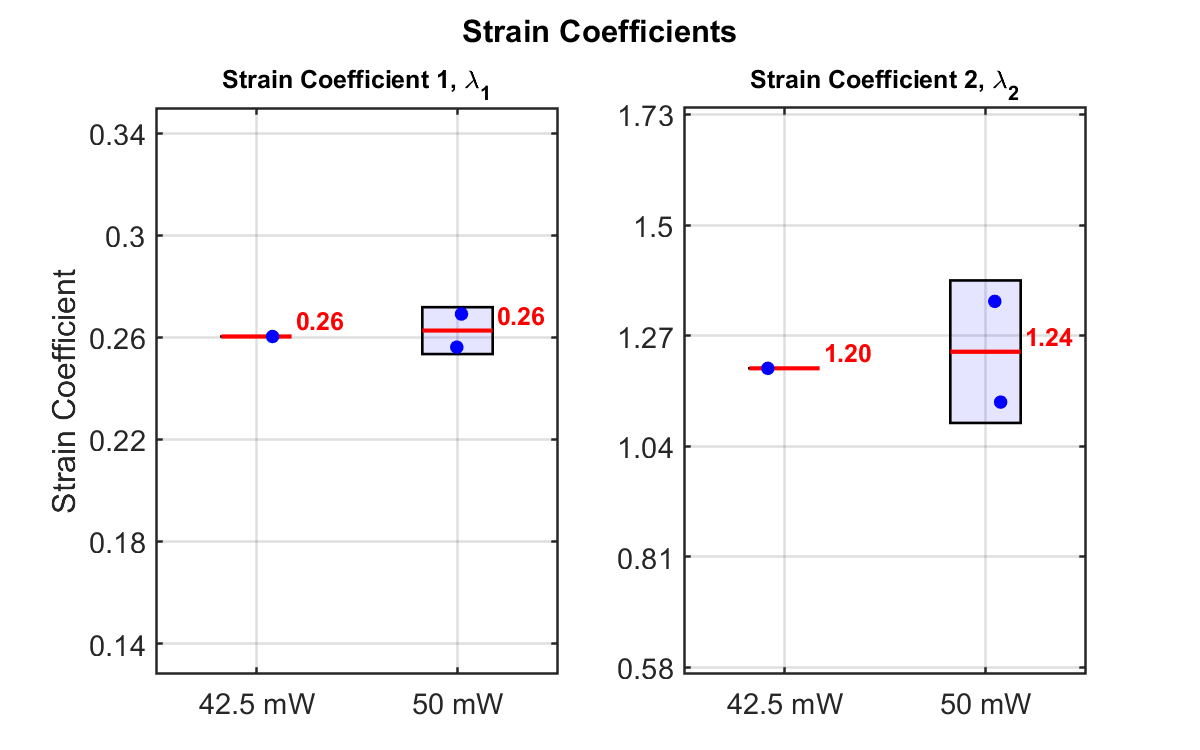 Strain Coefficients
Strain Coefficient 1, λ₁
Strain Coefficient
0.34
0.3
0.26
0.22
0.18
0.14
0.26
0.26
42.5 mW
50 mW
Strain Coefficient 2, λ₂
1.73
1.5
1.27
1.04
0.81
0.58
1.20
1.24
42.5 mW
50 mW